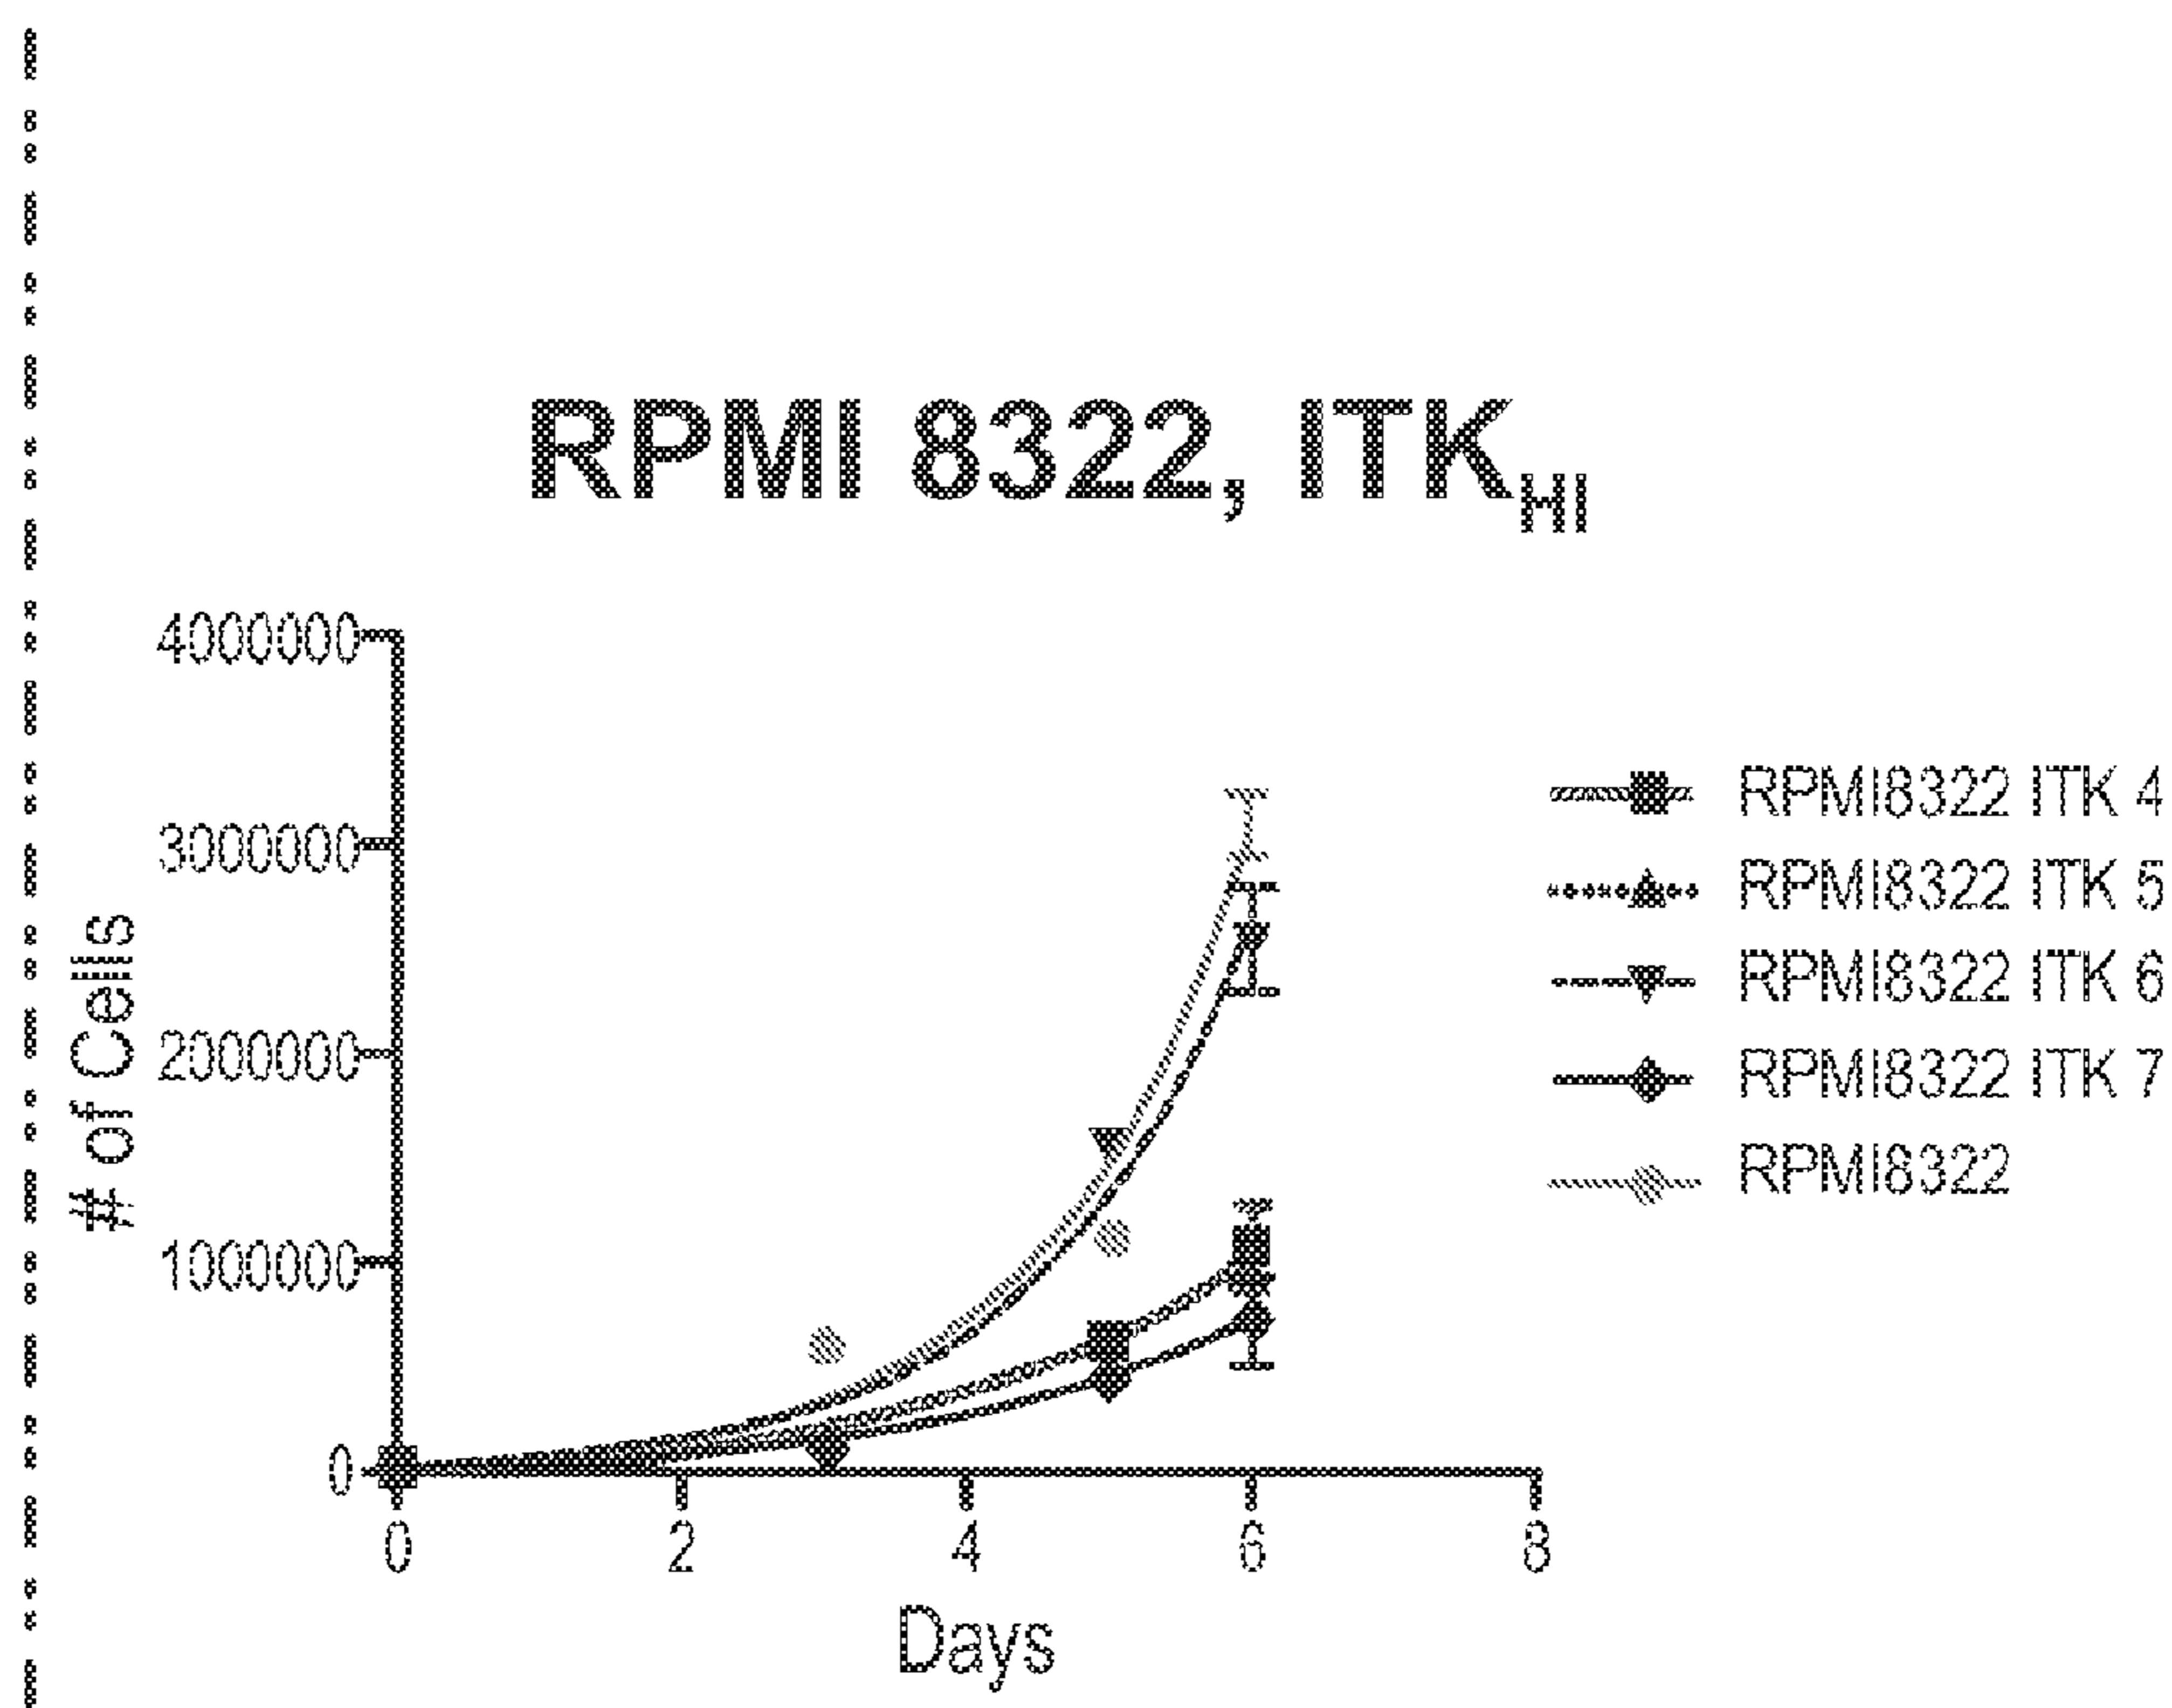 RPMI 8322, ITKHI
4000000
3000000
2000000
1000000
0
# of Cells
0 2 4 6 8
Days
RPMI8322 ITK 4
RPMI8322 ITK 5
RPMI8322 ITK 6
RPMI8322 ITK 7
RPMI8322